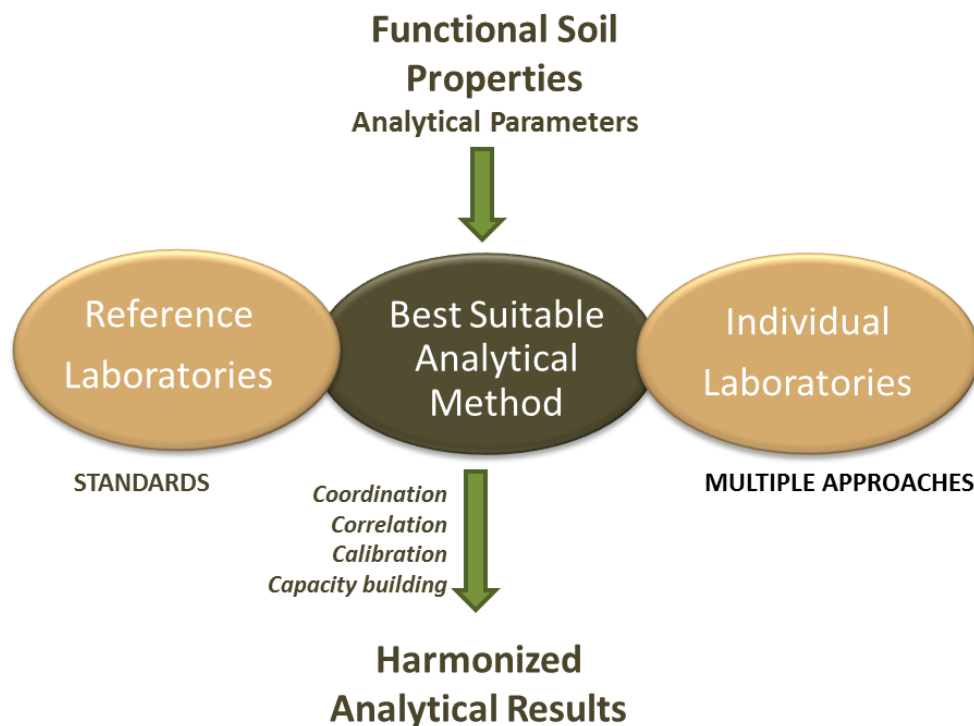 Functional Soil
Properties
Analytical Parameters
Reference
Laboratories
Best Suitable
Analytical
Method
Individual
Laboratories
STANDARDS
MULTIPLE APPROACHES
Coordination
Correlation
Calibration
Capacity building
Harmonized
Analytical Results